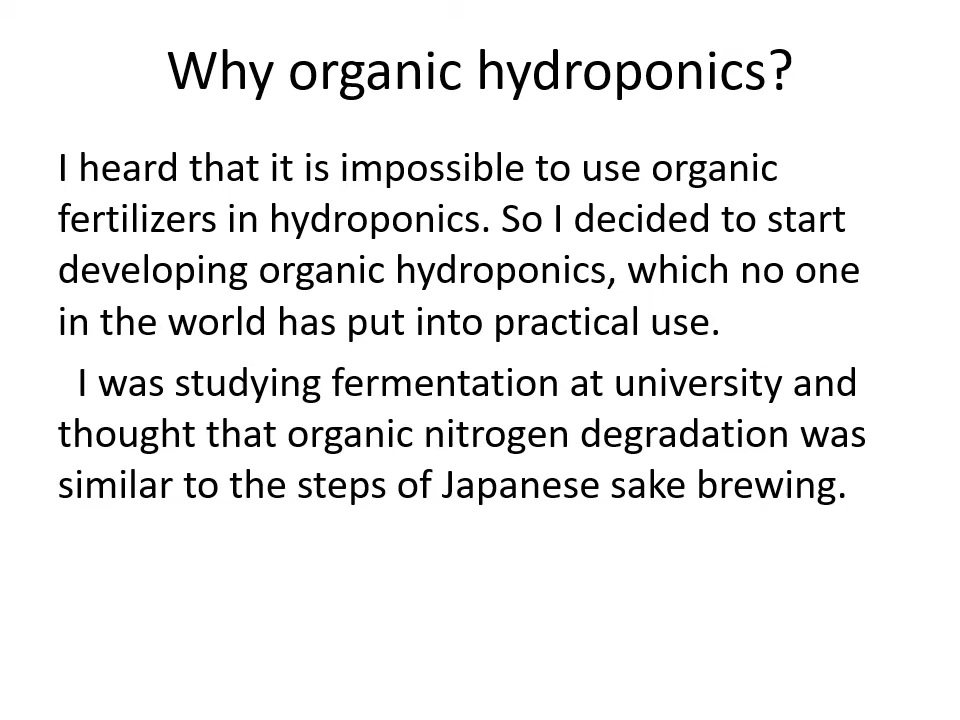 Why organic hydroponics?
I heard that it is impossible to use organic
fertilizers in hydroponics. So I decided to start
developing organic hydroponics, which no one
in the world has put into practical use.
I was studying fermentation at university and
thought that organic nitrogen degradation was
similar to the steps of Japanese sake brewing.